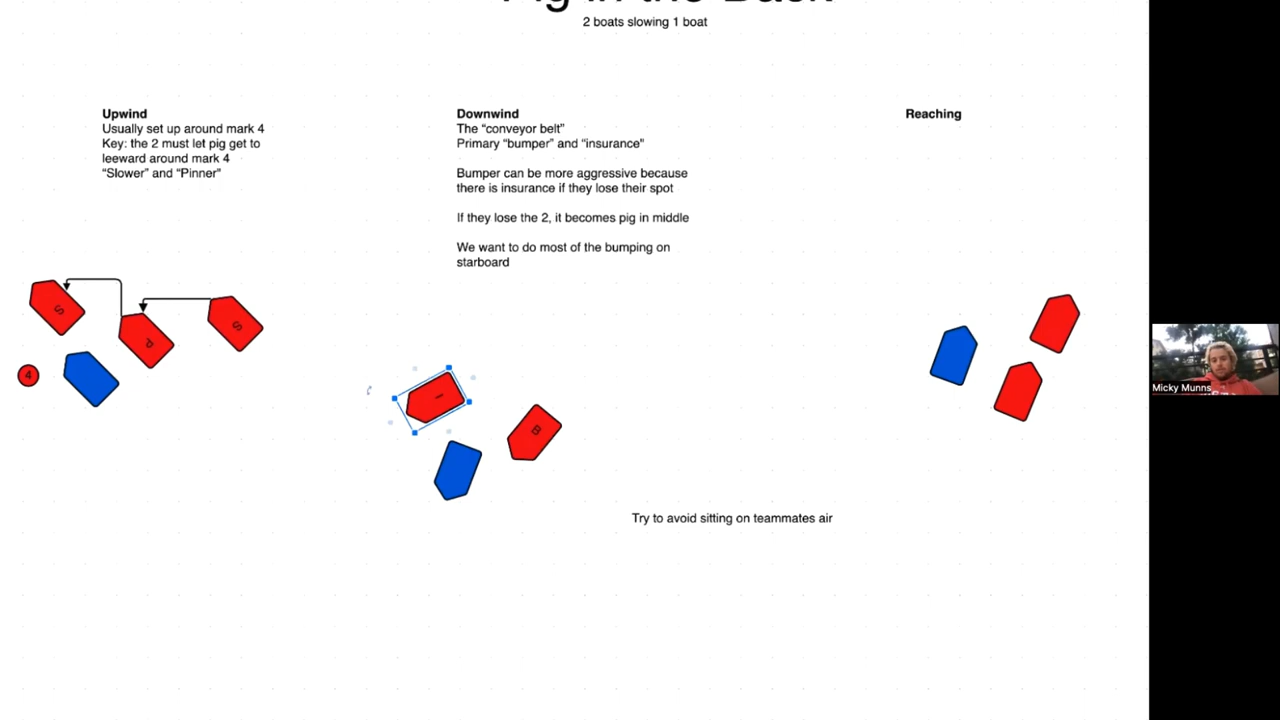 Pig in the Back
2 boats slowing 1 boat
Upwind
Usually set up around mark 4
Key: the 2 must let pig get to
leeward around mark 4
“Slower” and “Pinner”
Downwind
The “conveyor belt”
Primary “bumper” and “insurance”
Bumper can be more aggressive because
there is insurance if they lose their spot
If they lose the 2, it becomes pig in middle
We want to do most of the bumping on
starboard
Reaching
S
P
S
4
I
B
Try to avoid sitting on teammates air
Micky Munns